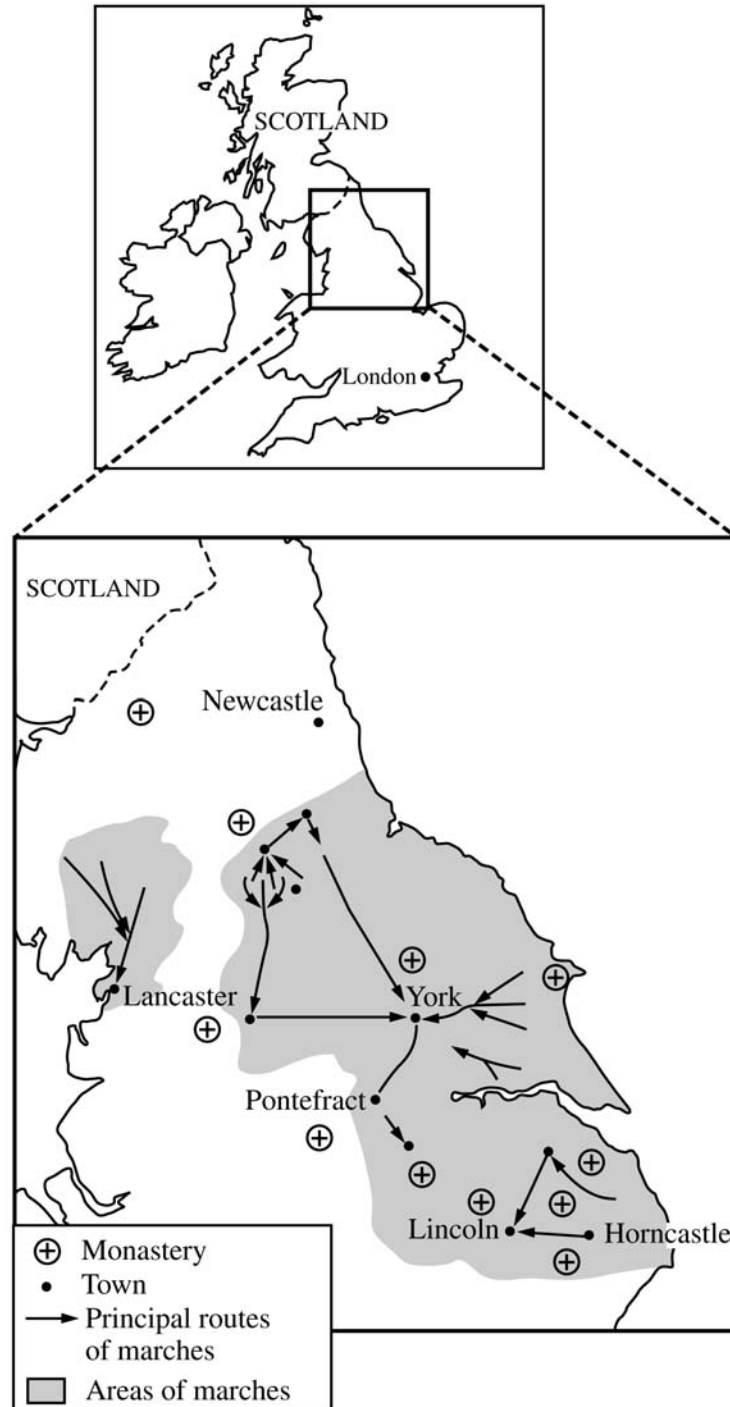 SCOTLAND
London
SCOTLAND
Newcastle
Lancaster
York
Pontefract
Lincoln
Horncastle
Monastery
Town
Principal routes
of marches
Areas of marches